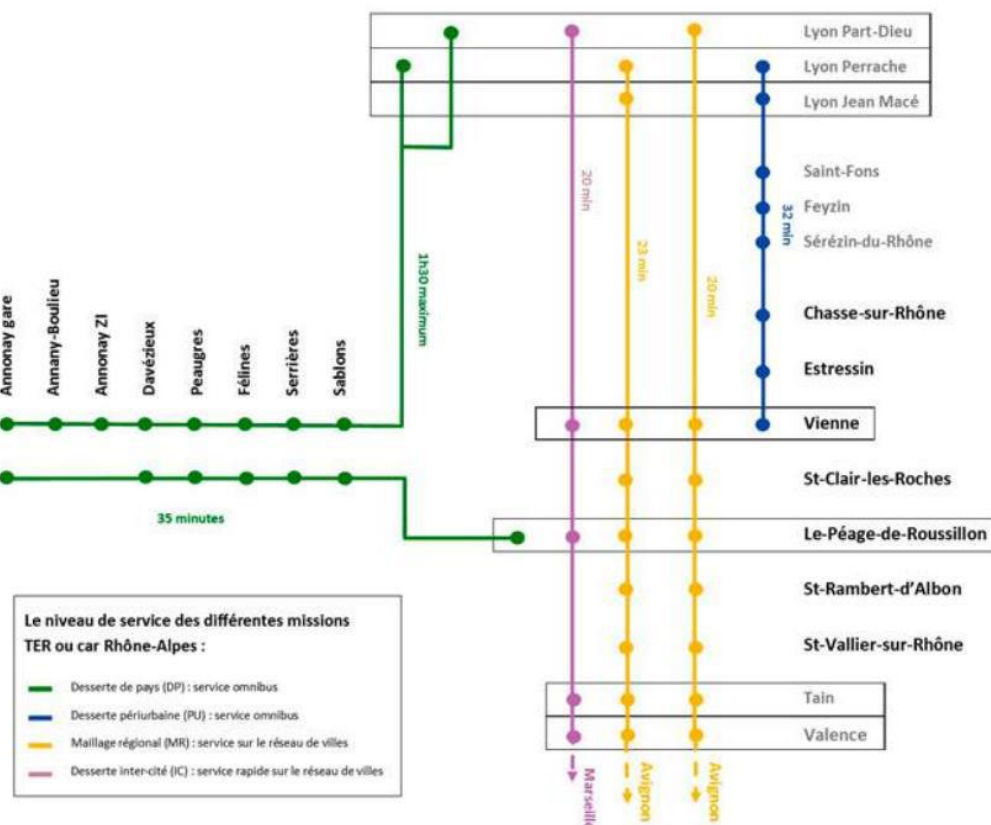 Lyon Part-Dieu
Lyon Perrache
Lyon Jean Macé
Saint-Fons
Feyzin
Sérézin-du-Rhône
Chasse-sur-Rhône
Estressin
Vienne
St-Clair-les-Roches
Le-Péage-de-Roussillon
St-Rambert-d'Albon
St-Vallier-sur-Rhône
Tain
Valence
20 min
23 min
20 min
32 min
1h30 maximum
Annonay gare
Annany-Boulieu
Annonay ZI
Davézieux
Peaugres
Félines
Serrières
Sablons
35 minutes
Marseille
Avignon
Avignon
Le niveau de service des différentes missions
TER ou car Rhône-Alpes :
Desserte de pays (DP) : service omnibus
Desserte périurbaine (PU) : service omnibus
Maillage régional (MR) : service sur le réseau de villes
Desserte inter-cité (IC) : service rapide sur le réseau de villes